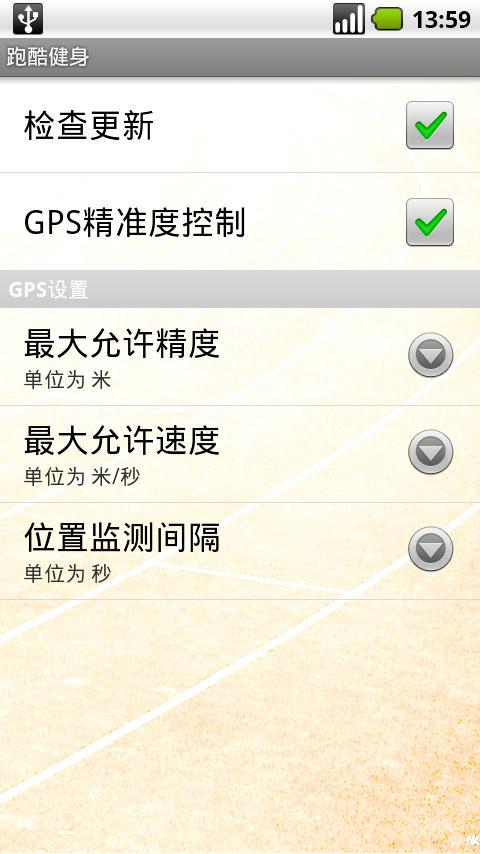 13:59
跑酷健身
检查更新
GPS精准度控制
GPS设置
最大允许精度
单位为 米
最大允许速度
单位为 米/秒
位置监测间隔
单位为 秒